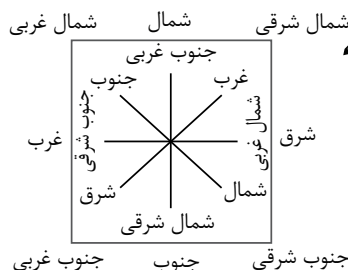 شمال غربی شمال شمال شرقی
جنوب غربی
جنوب غرب
غرب جنوب شرقی شمال غربی شرق
شرق شمال
شمال شرقی
جنوب غربی جنوب جنوب شرقی